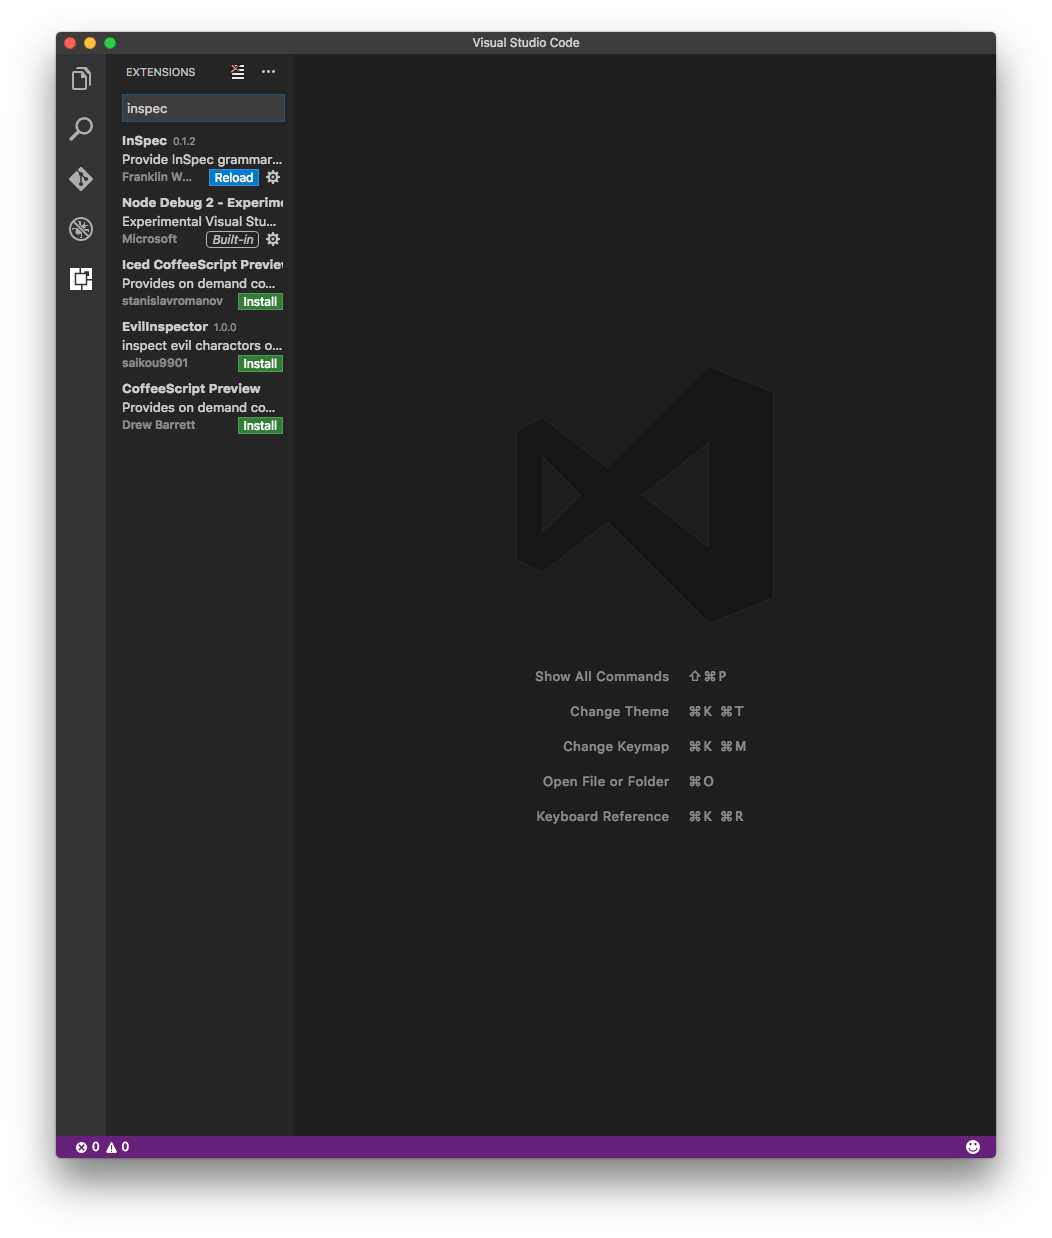 Visual Studio Code
EXTENSIONS
inspec
InSpec 0.1.2
Provide InSpec grammar...
Franklin W... Reload
Node Debug 2 - Experim
Experimental Visual Stu...
Microsoft Built-in
Iced CoffeeScript Previe
Provides on demand co...
stanislavromanov Install
EvilInspector 1.0.0
inspect evil charactors o...
saikou9901 Install
CoffeeScript Preview
Provides on demand co...
Drew Barrett Install
Show All Commands ⇧⌘P
Change Theme ⌘K ⌘T
Change Keymap ⌘K ⌘M
Open File or Folder ⌘O
Keyboard Reference ⌘K ⌘R
0 0